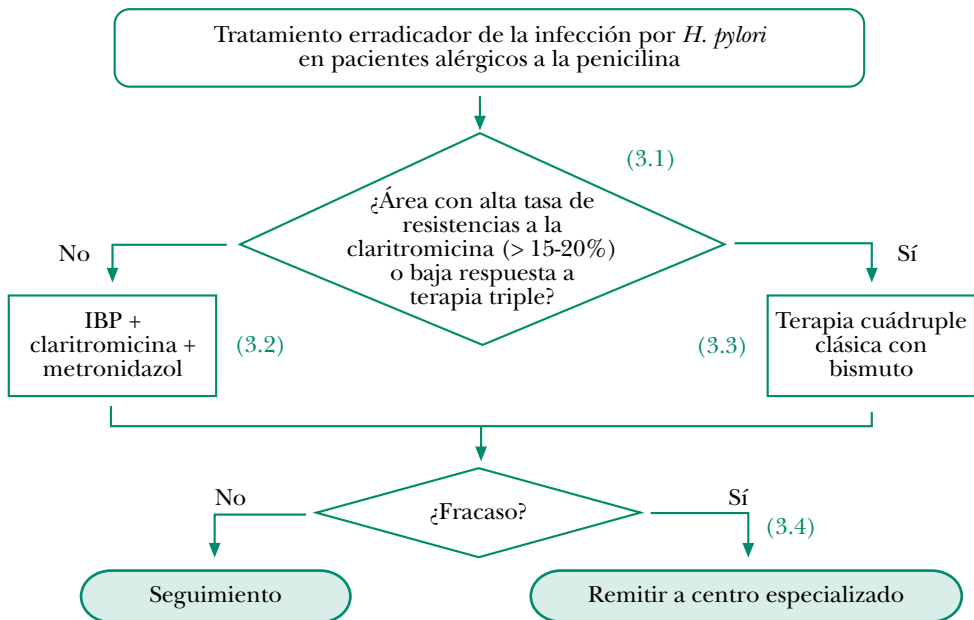 Tratamiento erradicador de la infección por H. pylori
en pacientes alérgicos a la penicilina
(3.1)
¿Área con alta tasa de
resistencias a la
claritromicina (> 15-20%)
o baja respuesta a
terapia triple?
No
Sí
IBP +
claritromicina +
metronidazol
(3.2)
(3.3)
Terapia cuádruple
clásica con
bismuto
No
¿Fracaso?
Sí
(3.4)
Seguimiento
Remitir a centro especializado